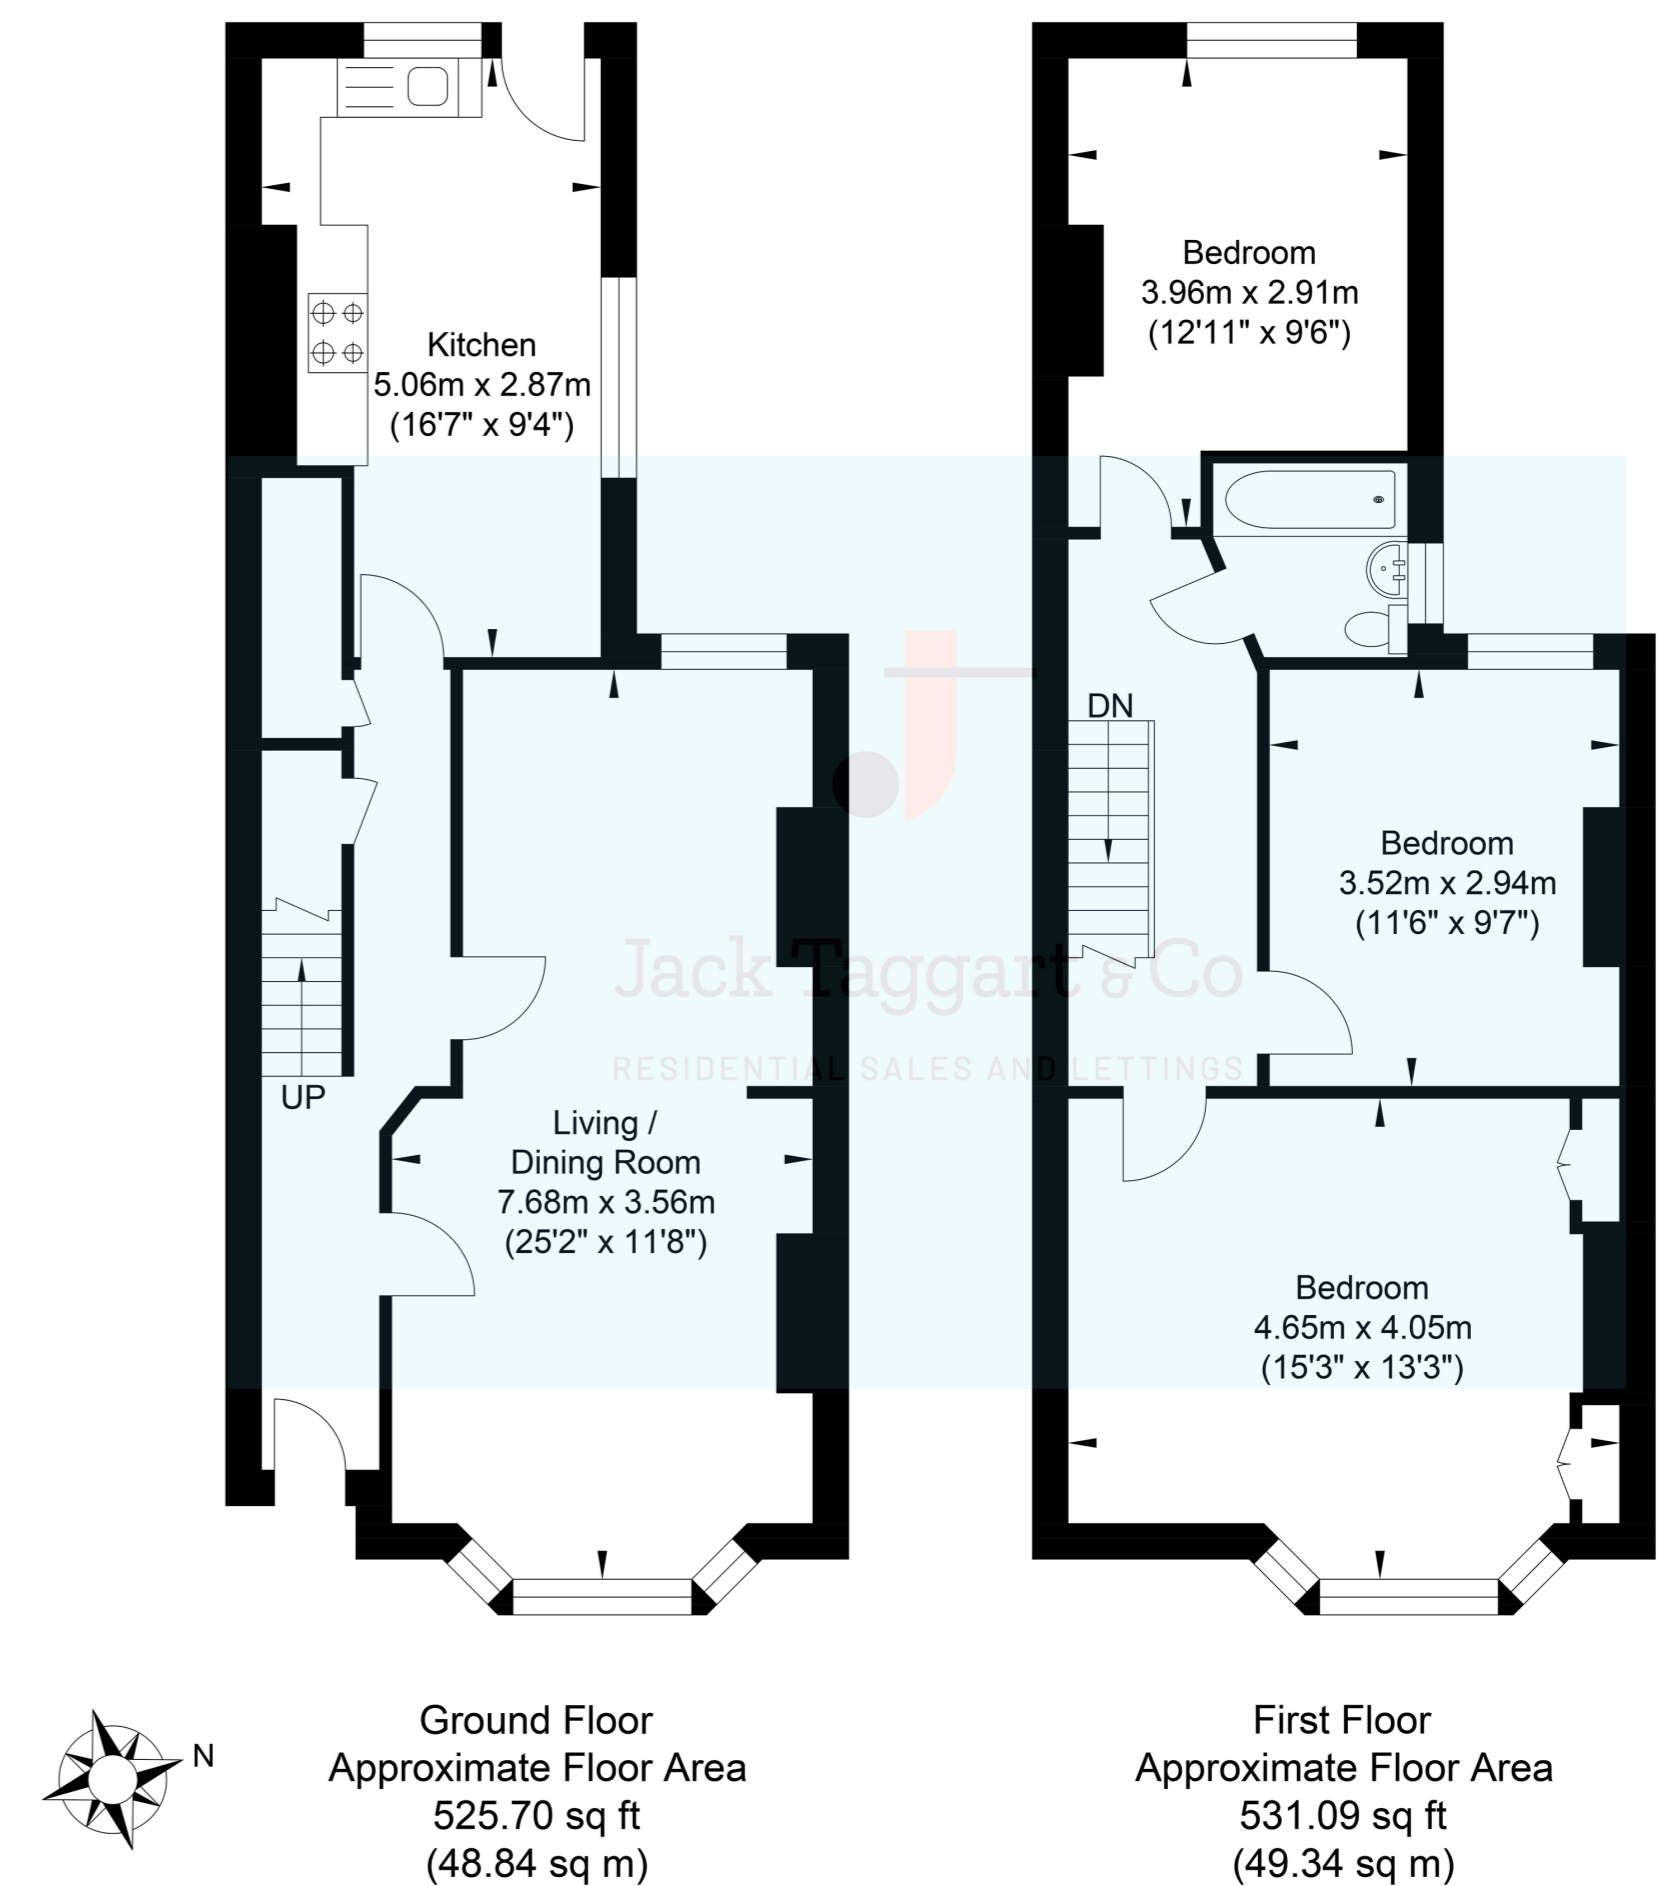 Kitchen
5.06m x 2.87m
(16'7" x 9'4")
Bedroom
3.96m x 2.91m
(12'11" x 9'6")
DN
Bedroom
3.52m x 2.94m
(11'6" x 9'7")
Jack Taggart & Co
RESIDENTIAL SALES AND LETTINGS
UP
Living /
Dining Room
7.68m x 3.56m
(25'2" x 11'8")
Bedroom
4.65m x 4.05m
(15'3" x 13'3")
N
Ground Floor
Approximate Floor Area
525.70 sq ft
(48.84 sq m)
First Floor
Approximate Floor Area
531.09 sq ft
(49.34 sq m)